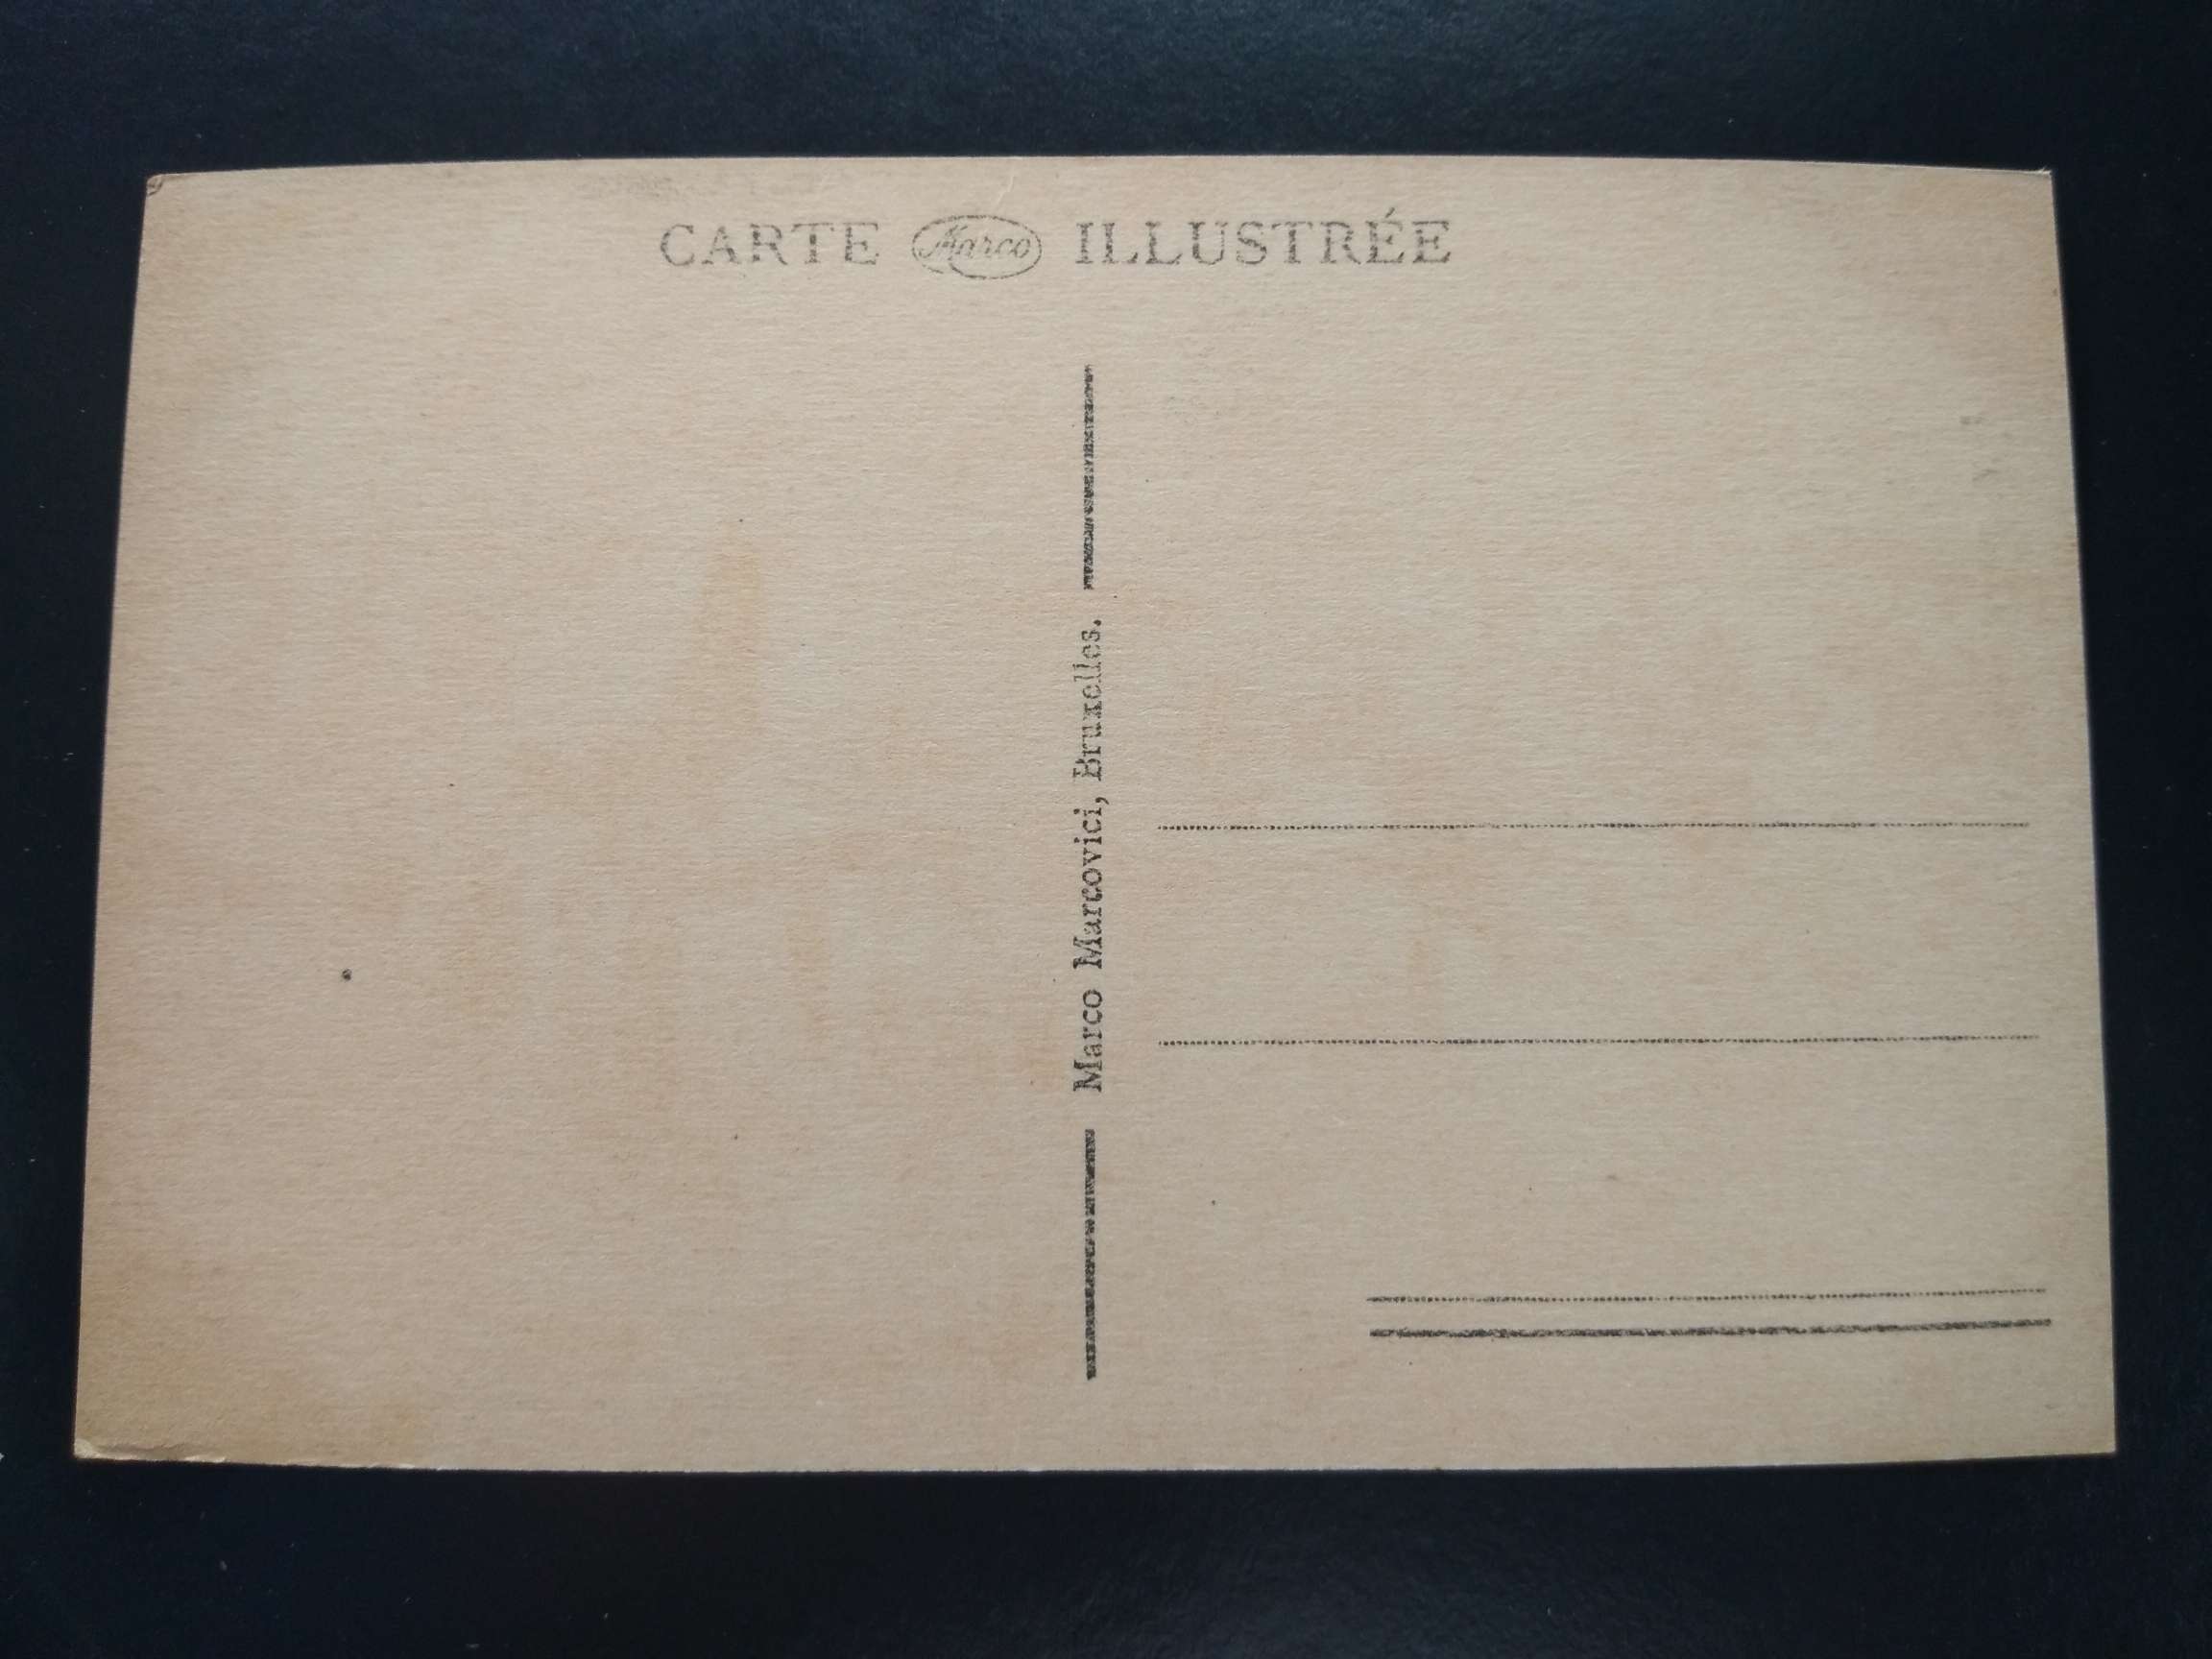 CARTE Marco ILLUSTRÉE
Marco Marcovici, Bruxelles.